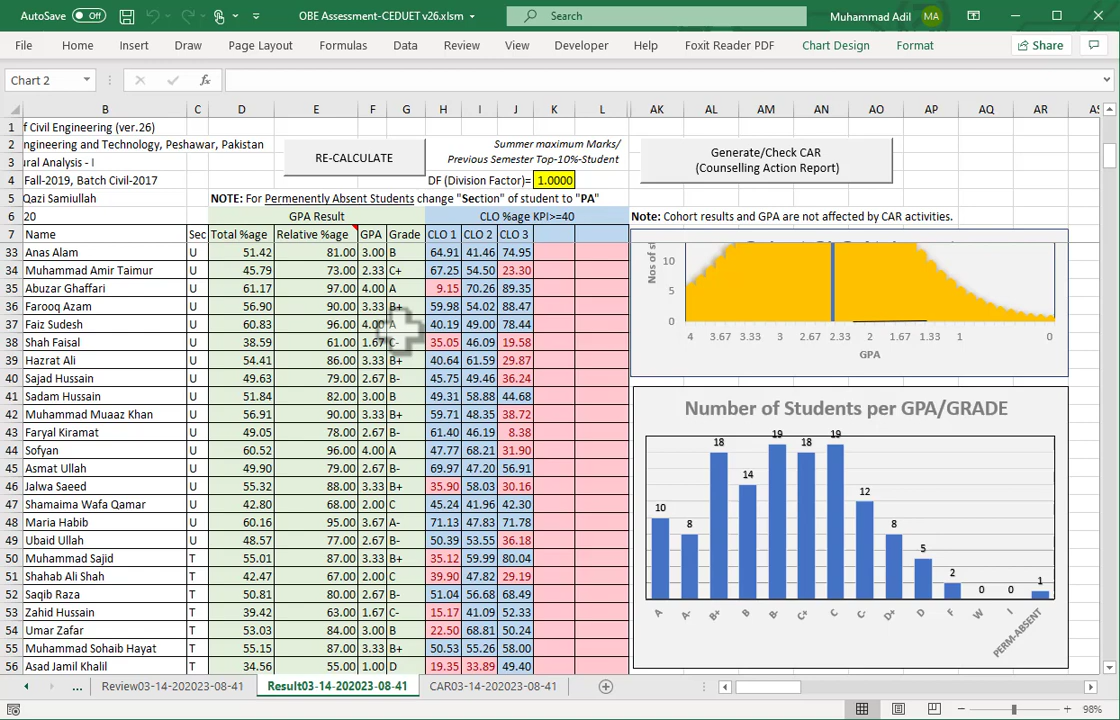 AutoSave Off OBE Assessment-CEDUET v26.xlsm Search Muhammad Adil MA
File Home Insert Draw Page Layout Formulas Data Review View Developer Help Foxit Reader PDF Chart Design Format Share
Chart 2 fx
B C D E F G H I J K L AK AL AM AN AO AP AQ AR AS
1 f Civil Engineering (ver.26)
2 ngineering and Technology, Peshawar, Pakistan
3 ural Analysis - I
4 Fall-2019, Batch Civil-2017
5 Qazi Samiullah
6 20
RE-CALCULATE
Summer maximum Marks/
Previous Semester Top-10%-Student
DF (Division Factor)= 1.0000
Generate/Check CAR
(Counselling Action Report)
NOTE: For Permenently Absent Students change "Section" of student to "PA"
GPA Result CLO %age KPI>=40
Note: Cohort results and GPA are not affected by CAR activities.
7 Name Sec Total %age Relative %age GPA Grade CLO 1 CLO 2 CLO 3
33 Anas Alam U 51.42 81.00 3.00 B 64.91 41.46 74.95
34 Muhammad Amir Taimur U 45.79 73.00 2.33 C+ 67.25 54.50 23.30
35 Abuzar Ghaffari U 61.17 97.00 4.00 A 9.15 70.26 89.35
36 Farooq Azam U 56.90 90.00 3.33 B+ 59.98 54.02 88.47
37 Faiz Sudesh U 60.83 96.00 4.00 A 40.19 49.00 78.44
38 Shah Faisal U 38.59 61.00 1.67 C- 35.05 46.09 19.58
39 Hazrat Ali U 54.41 86.00 3.33 B+ 40.64 61.59 29.87
40 Sajad Hussain U 49.63 79.00 2.67 B- 45.75 49.46 36.24
41 Sadam Hussain U 51.84 82.00 3.00 B 49.31 58.88 44.68
42 Muhammad Muaaz Khan U 56.91 90.00 3.33 B+ 59.71 48.35 38.72
43 Faryal Kiramat U 49.05 78.00 2.67 B- 61.40 46.19 8.38
44 Sofyan U 60.52 96.00 4.00 A 47.77 68.21 31.90
45 Asmat Ullah U 49.90 79.00 2.67 B- 69.97 47.20 56.91
46 Jalwa Saeed U 55.32 88.00 3.33 B+ 35.90 58.03 30.16
47 Shamaima Wafa Qamar U 42.80 68.00 2.00 C 45.24 41.96 42.30
48 Maria Habib U 60.16 95.00 3.67 A- 71.13 47.83 71.78
49 Ubaid Ullah U 48.57 77.00 2.67 B- 50.39 53.55 36.18
50 Muhammad Sajid T 55.01 87.00 3.33 B+ 35.12 59.99 80.04
51 Shahab Ali Shah T 42.47 67.00 2.00 C 39.90 47.82 29.19
52 Saqib Raza T 50.81 80.00 2.67 B- 51.04 56.68 68.49
53 Zahid Hussain T 39.42 63.00 1.67 C- 15.17 41.09 52.33
54 Umar Zafar T 53.03 84.00 3.00 B 22.50 68.81 50.24
55 Muhammad Sohaib Hayat T 55.15 87.00 3.33 B+ 50.53 55.26 58.00
56 Asad Jamil Khalil T 34.56 55.00 1.00 D 19.35 33.89 49.40
Nos of s
10
5
0
4 3.67 3.33 3 2.67 2.33 2 1.67 1.33 1 0
GPA
Number of Students per GPA/GRADE
10 8 18 14 19 18 19 12 8 5 2 0 0 1
A A- B+ B B- C+ C C- D+ D F W I PERM-ABSENT
... Review03-14-202023-08-41 Result03-14-202023-08-41 CAR03-14-202023-08-41
98%